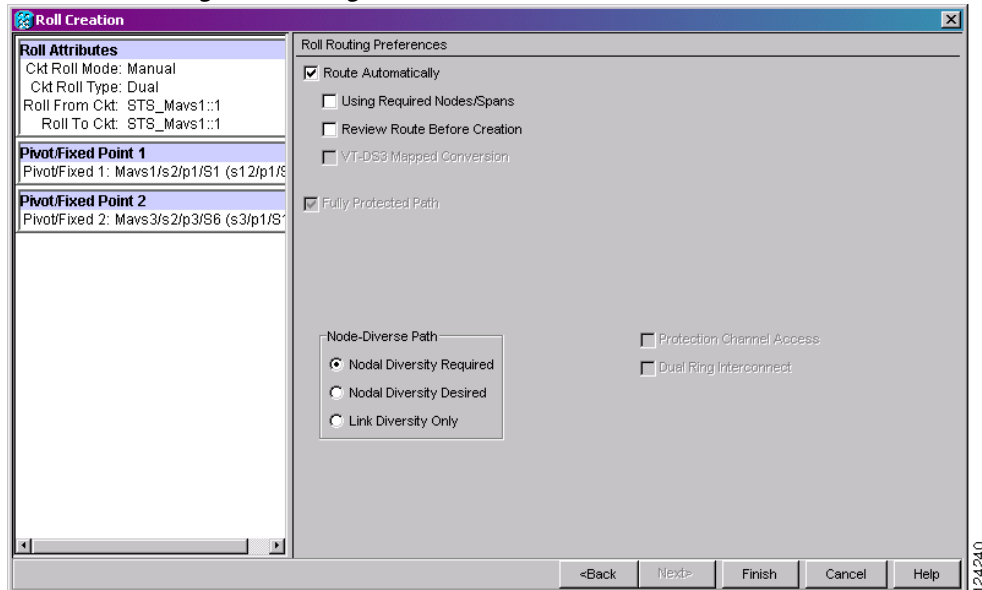 Roll Creation
Roll Attributes
Ckt Roll Mode: Manual
Ckt Roll Type: Dual
Roll From Ckt: STS_Mavs1::1
Roll To Ckt: STS_Mavs1::1
Pivot/Fixed Point 1
Pivot/Fixed 1: Mavs1/s2/p1/S1 (s12/p1/S
Pivot/Fixed Point 2
Pivot/Fixed 2: Mavs3/s2/p3/S6 (s3/p1/S1
Roll Routing Preferences
Route Automatically
Using Required Nodes/Spans
Review Route Before Creation
VT-DS3 Mapped Conversion
Fully Protected Path
Node-Diverse Path
Nodal Diversity Required
Nodal Diversity Desired
Link Diversity Only
Protection Channel Access
Dual Ring Interconnect
<Back
Next>
Finish
Cancel
Help
124240